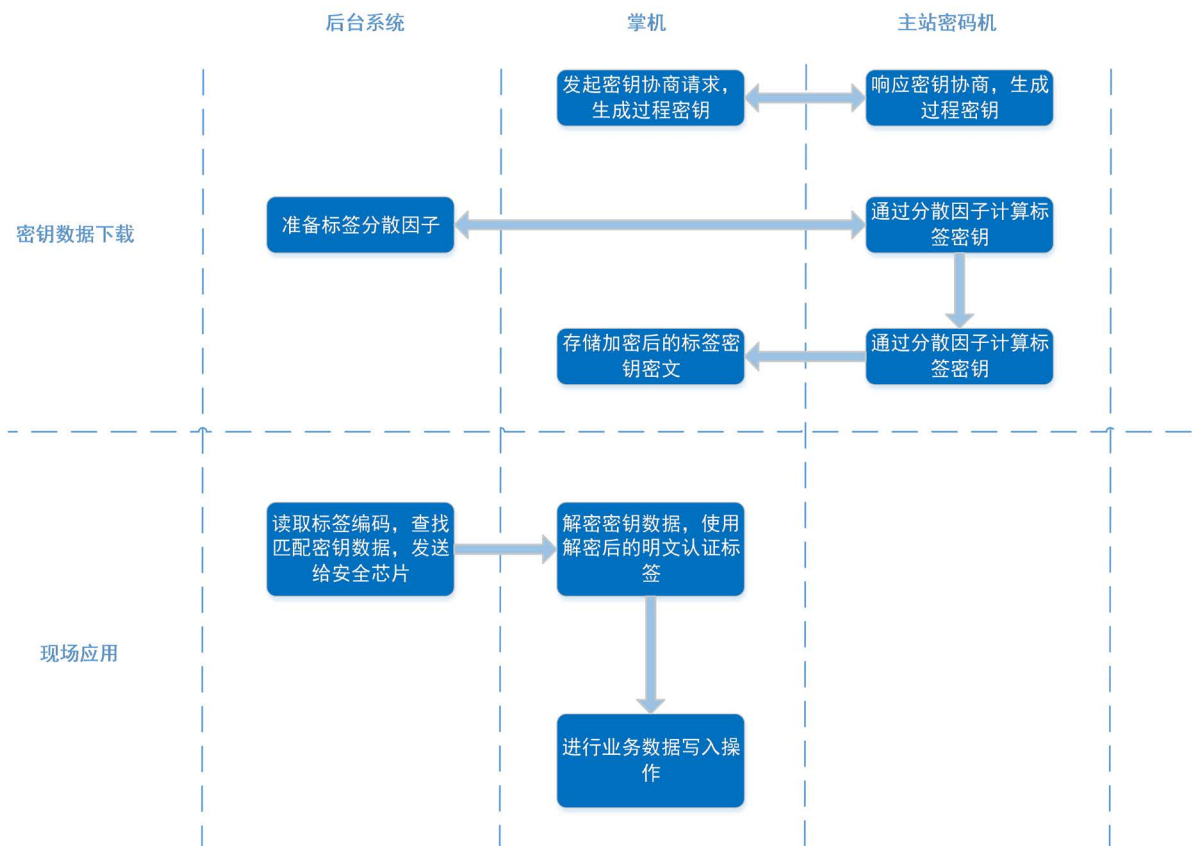 后台系统
掌机
主站密码机
发起密钥协商请求，
生成过程密钥
响应密钥协商，生成
过程密钥
密钥数据下载
准备标签分散因子
通过分散因子计算标
签密钥
存储加密后的标签密
钥密文
通过分散因子计算标
签密钥
现场应用
读取标签编码，查找
匹配密钥数据，发送
给安全芯片
解密密钥数据，使用
解密后的明文认证标
签
进行业务数据写入操
作